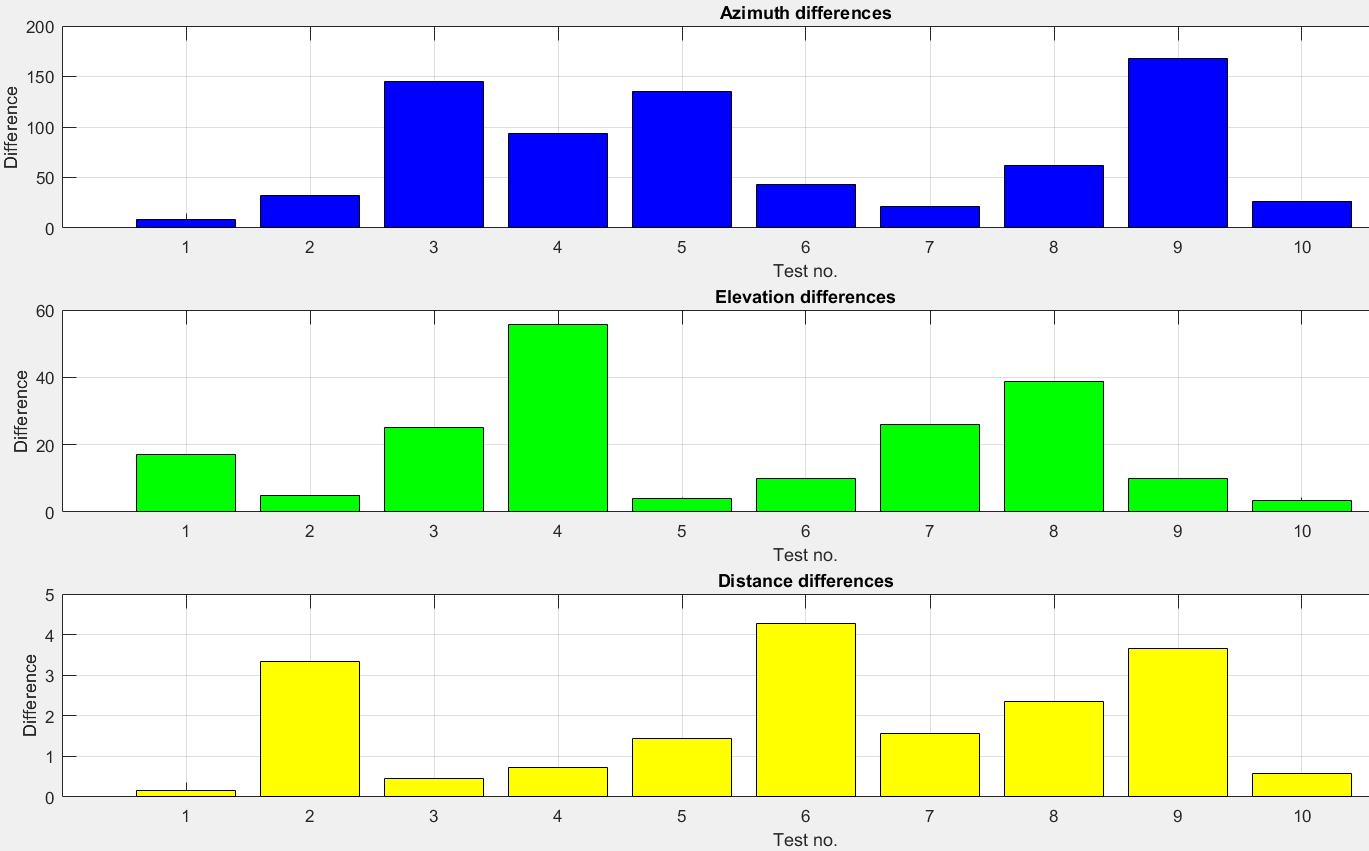 Azimuth differences
200
150
100
50
0
Difference
1 2 3 4 5 6 7 8 9 10
Test no.
Elevation differences
60
40
20
0
Difference
1 2 3 4 5 6 7 8 9 10
Test no.
Distance differences
5
4
3
2
1
0
Difference
1 2 3 4 5 6 7 8 9 10
Test no.